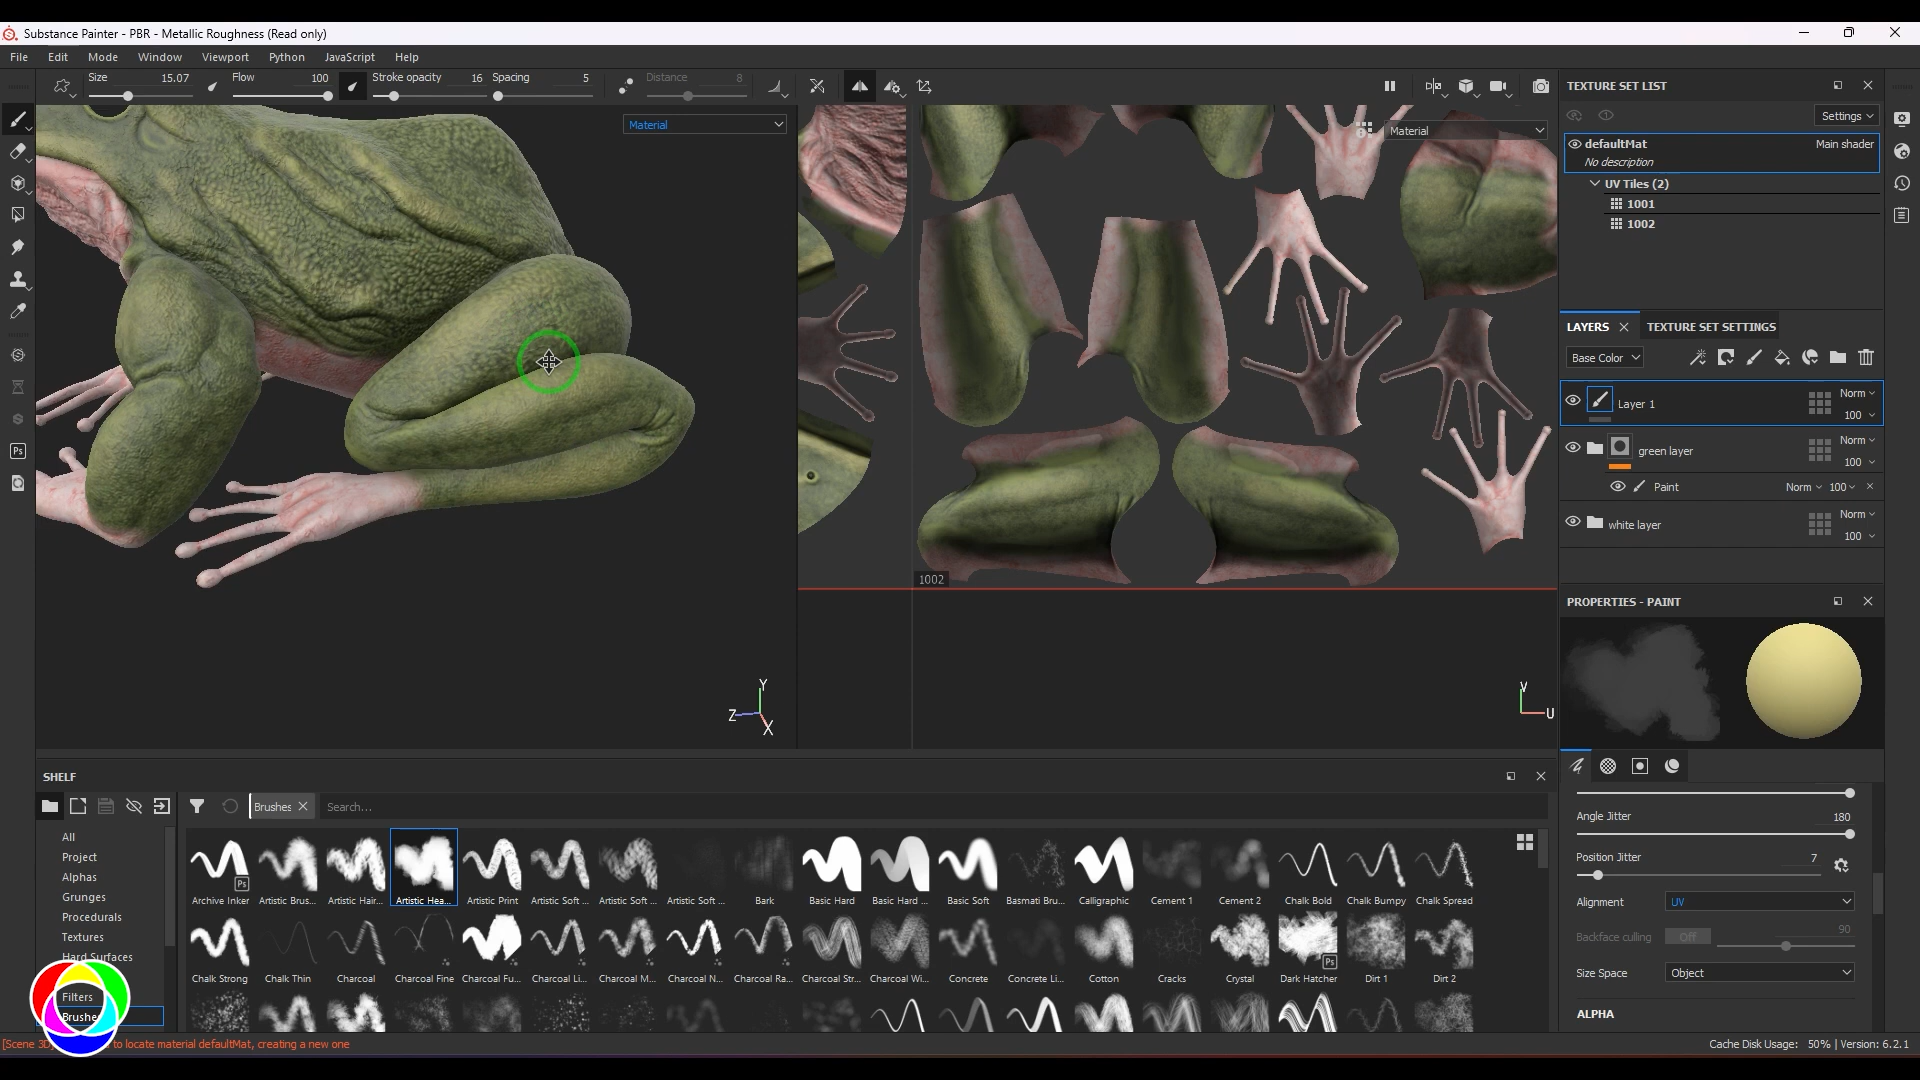 Substance Painter - PBR - Metallic Roughness (Read only)
File Edit Mode Window Viewport Python JavaScript Help
Size 15.07 Flow 100 Stroke opacity 16 Spacing 5 Distance 8
Material
Material
1002
Y
Z
X
V
U
TEXTURE SET LIST
Settings
defaultMat Main shader
No description
UV Tiles (2)
1001
1002
LAYERS TEXTURE SET SETTINGS
Base Color
Layer 1 Norm 100
green layer Norm 100
Paint Norm 100
white layer Norm 100
PROPERTIES - PAINT
Angle Jitter 180
Position Jitter 7
Alignment UV
Backface culling Off 90
Size Space Object
ALPHA
SHELF
Brushes Search...
All
Project
Alphas
Grunges
Procedurals
Textures
Hard Surfaces
Filters
Brushes
Ps
Archive Inker Artistic Brus... Artistic Hair... Artistic Hea... Artistic Print Artistic Soft ... Artistic Soft ... Artistic Soft ... Bark Basic Hard Basic Hard ... Basic Soft Basmati Bru... Calligraphic Cement 1 Cement 2 Chalk Bold Chalk Bumpy Chalk Spread
Ps
Chalk Strong Chalk Thin Charcoal Charcoal Fine Charcoal Fu... Charcoal Li... Charcoal M... Charcoal N... Charcoal Ra... Charcoal Str... Charcoal Wi... Concrete Concrete Li... Cotton Cracks Crystal Dark Hatcher Dirt 1 Dirt 2
Ps
[Scene 3D] to locate material defaultMat, creating a new one
Cache Disk Usage: 50% | Version: 6.2.1